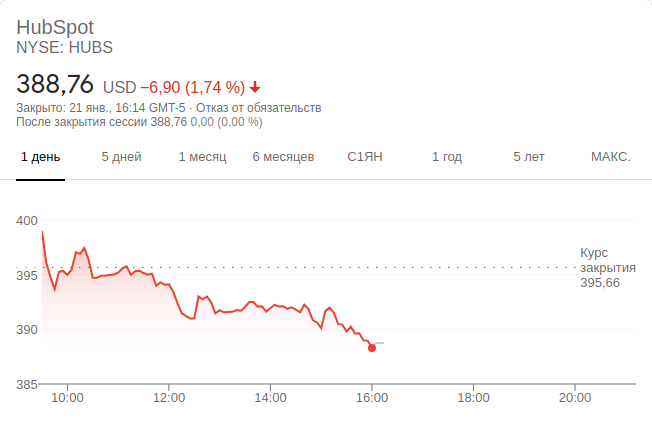 HubSpot
NYSE: HUBS
388,76 USD −6,90 (1,74 %)
Закрыто: 21 янв., 16:14 GMT-5 · Отказ от обязательств
После закрытия сессии 388,76 0,00 (0,00 %)
1 день 5 дней 1 месяц 6 месяцев С1ЯН 1 год 5 лет МАКС.
400
Курс
закрытия
395,66
395
390
385
10:00 12:00 14:00 16:00 18:00 20:00